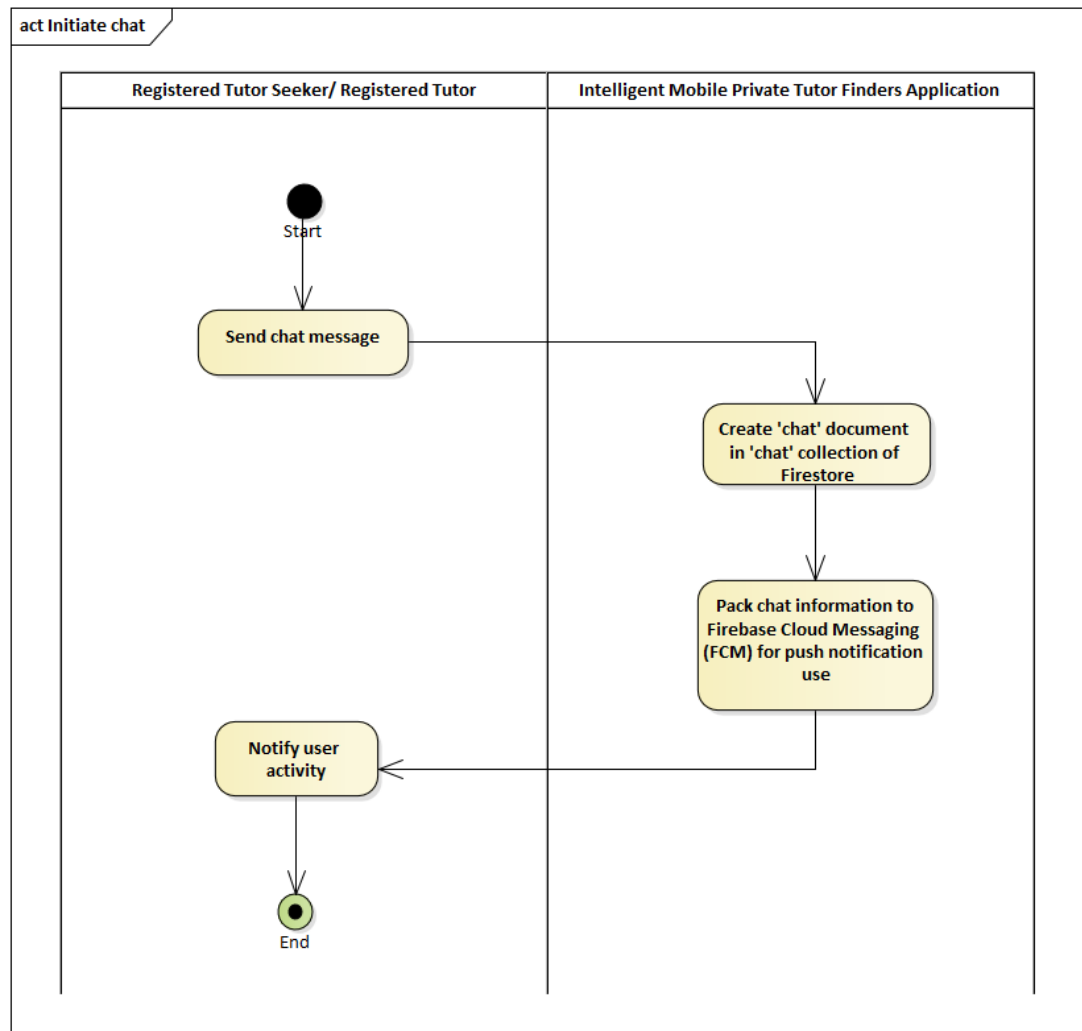 act Initiate chat
Registered Tutor Seeker/ Registered Tutor
Intelligent Mobile Private Tutor Finders Application
Start
Send chat message
Create 'chat' document
in 'chat' collection of
Firestore
Pack chat information to
Firebase Cloud Messaging
(FCM) for push notification
use
Notify user
activity
End